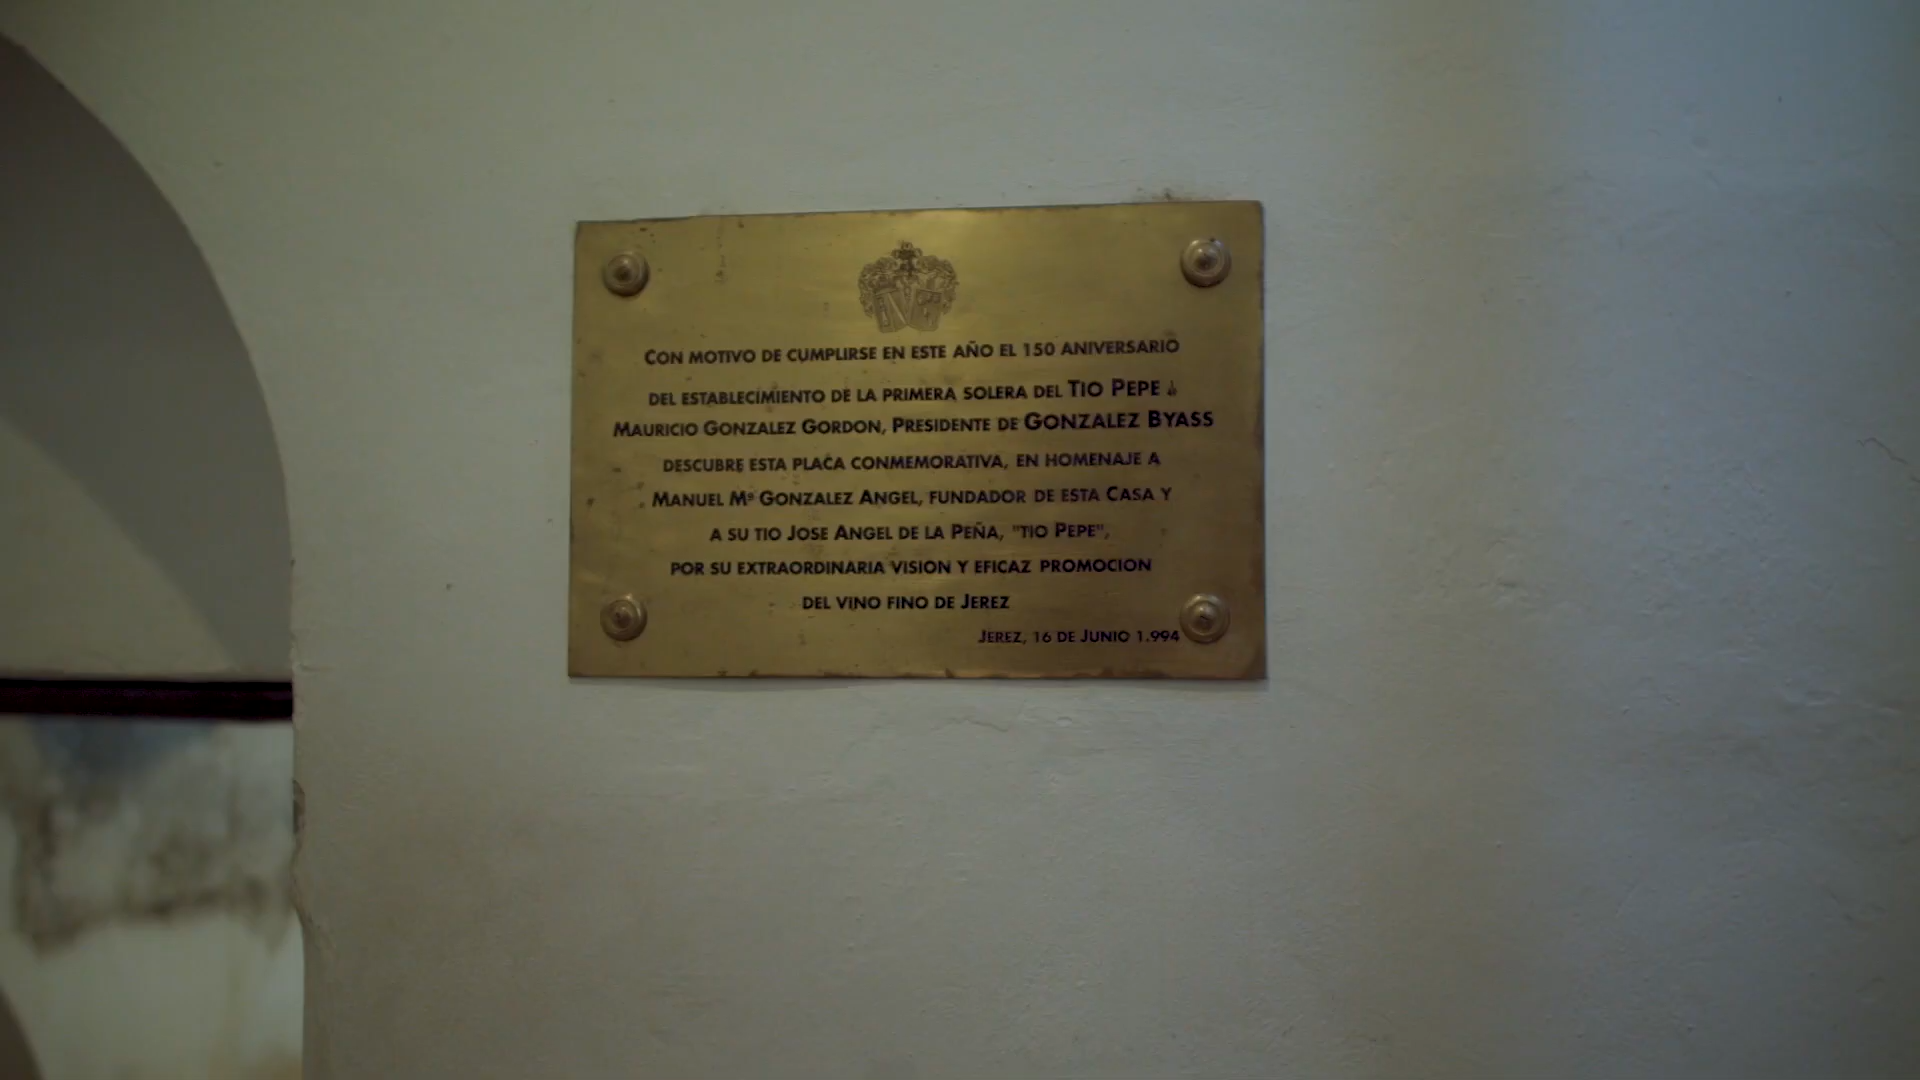 CON MOTIVO DE CUMPLIRSE EN ESTE AÑO EL 150 ANIVERSARIO
DEL ESTABLECIMIENTO DE LA PRIMERA SOLERA DEL TIO PEPE
MAURICIO GONZALEZ GORDON, PRESIDENTE DE GONZALEZ BYASS
DESCUBRE ESTA PLACA CONMEMORATIVA, EN HOMENAJE A
MANUEL Mª GONZALEZ ANGEL, FUNDADOR DE ESTA CASA Y
A SU TIO JOSE ANGEL DE LA PEÑA, "TIO PEPE",
POR SU EXTRAORDINARIA VISION Y EFICAZ PROMOCION
DEL VINO FINO DE JEREZ
JEREZ, 16 DE JUNIO 1.994